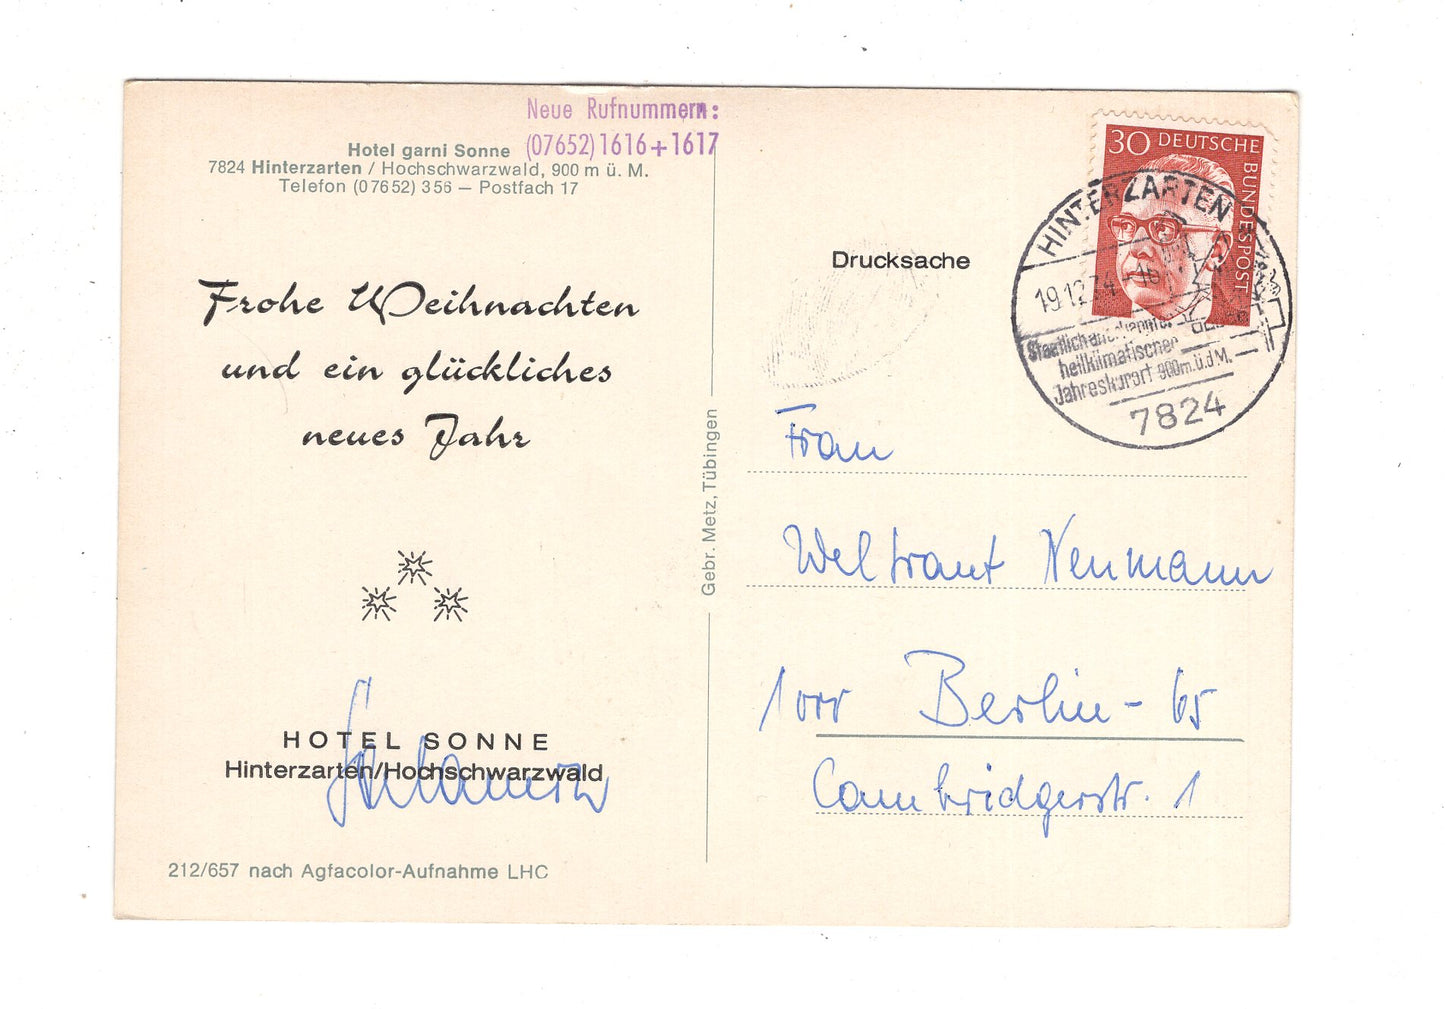 Neue Rufnummern:
(07652) 1616 + 1617
Hotel garni Sonne
7824 Hinterzarten / Hochschwarzwald, 900 m ü. M.
Telefon (07652) 356 — Postfach 17
Frohe Weihnachten
und ein glückliches
neues Jahr
HOTEL SONNE
Hinterzarten/Hochschwarzwald
212/657 nach Agfacolor-Aufnahme LHC
Gebr. Metz, Tübingen
Drucksache
30 DEUTSCHE BUNDESPOST
HINTERZARTEN
19.12.74
Staatlich anerkannter
heilklimatischer
Jahreskurort 900m.ü.d.M.
7824
Frau
Weltraut Neumann
1000 Berlin - 65
Cambridgerstr. 1